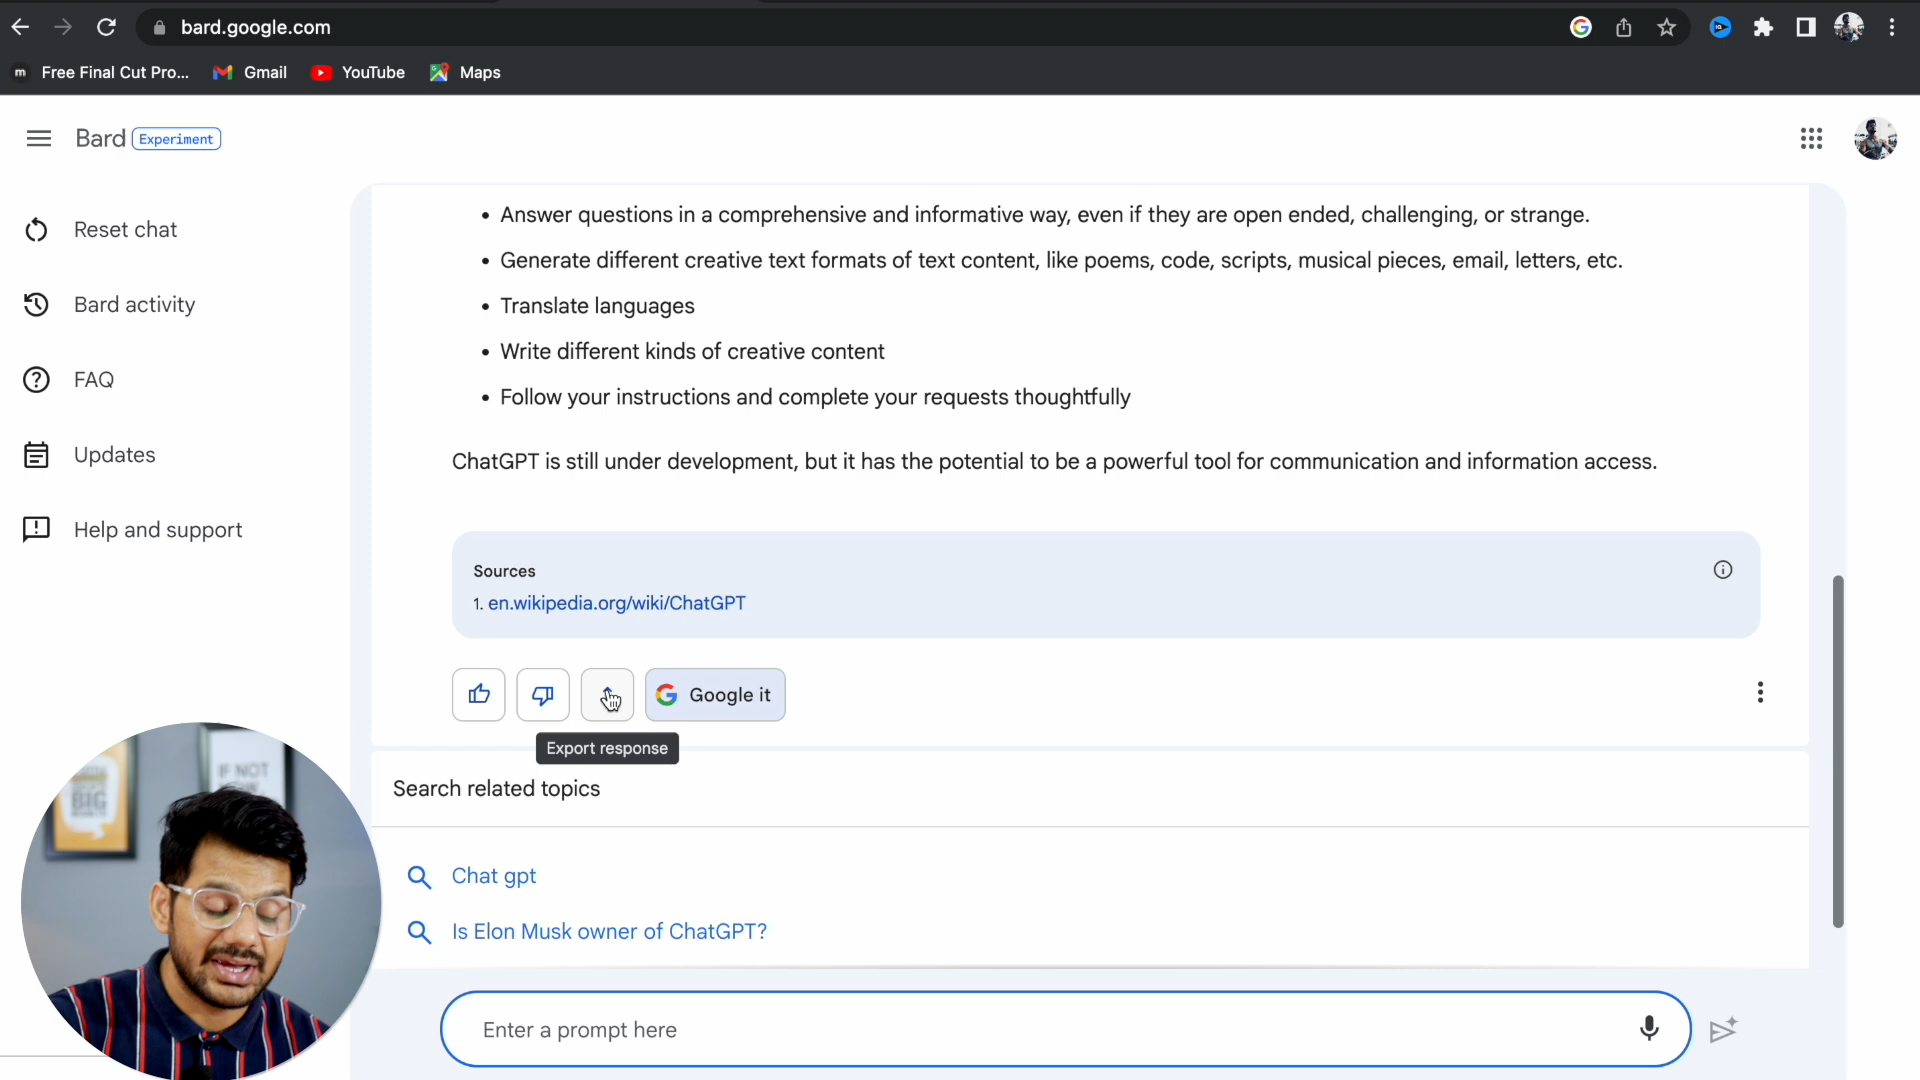 bard.google.com
Free Final Cut Pro...
Gmail
YouTube
Maps
Bard Experiment
Reset chat
Bard activity
FAQ
Updates
Help and support
• Answer questions in a comprehensive and informative way, even if they are open ended, challenging, or strange.
• Generate different creative text formats of text content, like poems, code, scripts, musical pieces, email, letters, etc.
• Translate languages
• Write different kinds of creative content
• Follow your instructions and complete your requests thoughtfully
ChatGPT is still under development, but it has the potential to be a powerful tool for communication and information access.
Sources
1. en.wikipedia.org/wiki/ChatGPT
Google it
Export response
Search related topics
Chat gpt
Is Elon Musk owner of ChatGPT?
Enter a prompt here
BIG
IF NOT